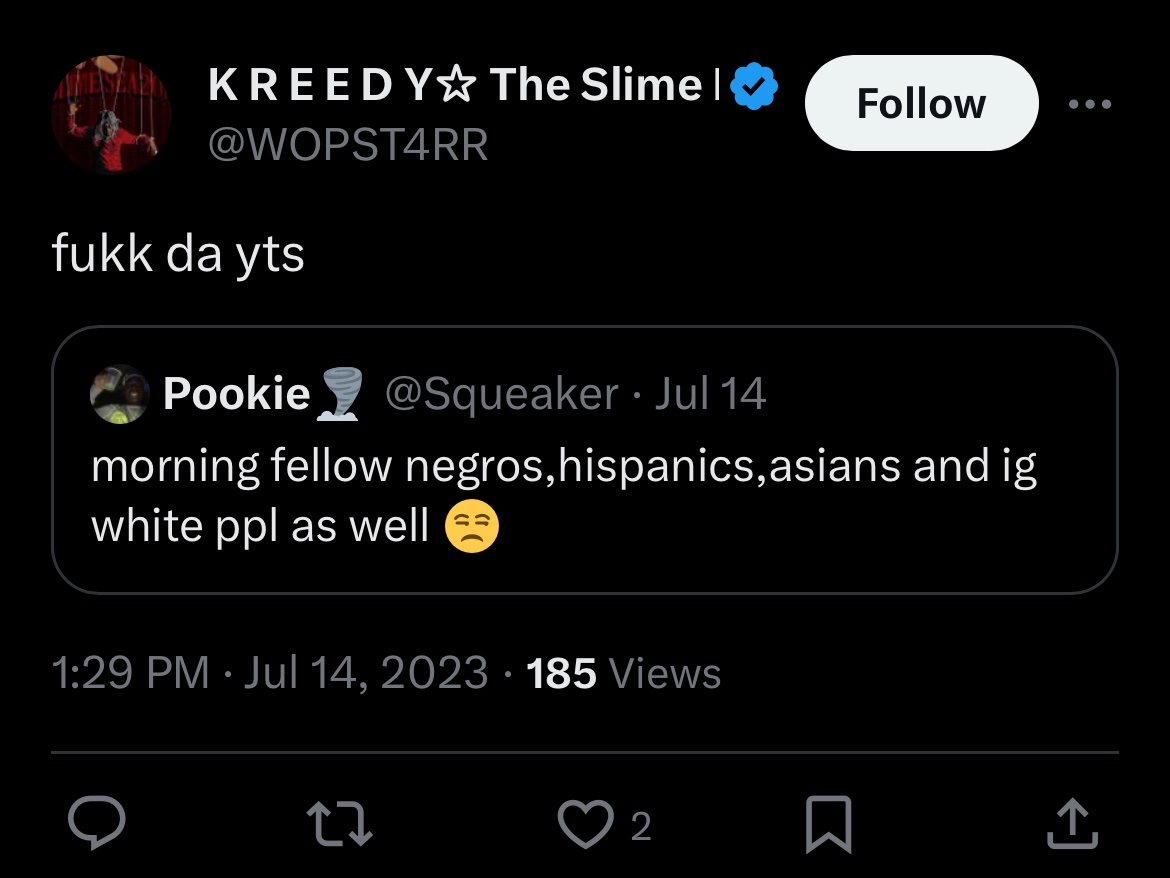 K R E E D Y☆ The Slime
@WOPST4RR
Follow
fukk da yts
Pookie🌪️ @Squeaker · Jul 14
morning fellow negros,hispanics,asians and ig
white ppl as well 😒
1:29 PM · Jul 14, 2023 · 185 Views
2